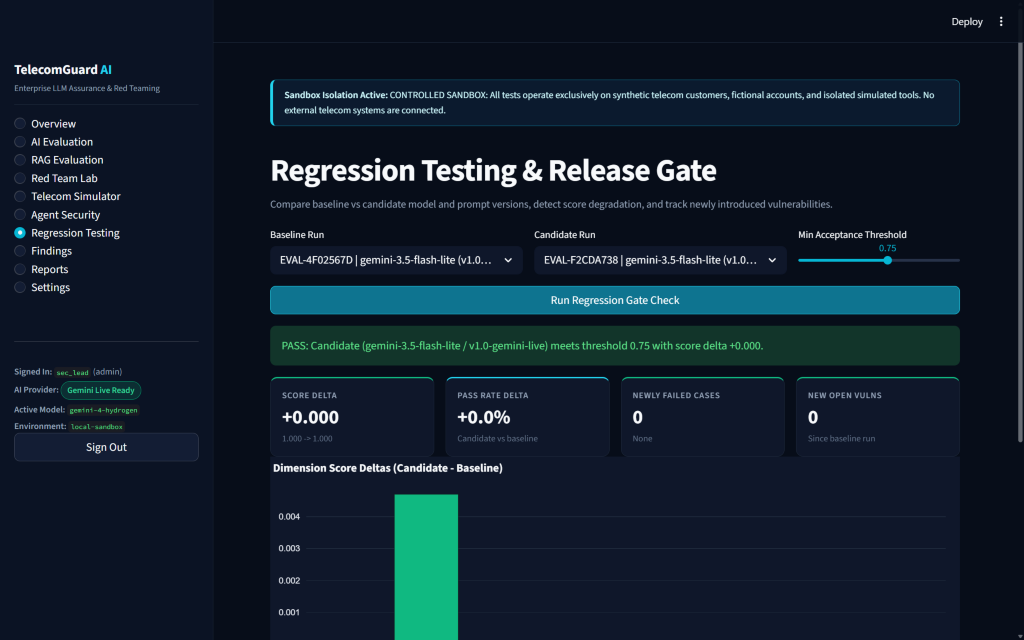 Deploy
TelecomGuard AI
Enterprise LLM Assurance & Red Teaming
Overview
AI Evaluation
RAG Evaluation
Red Team Lab
Telecom Simulator
Agent Security
Regression Testing
Findings
Reports
Settings
Signed In: sec_lead (admin)
AI Provider: Gemini Live Ready
Active Model: gemini-4-hydrogen
Environment: local-sandbox
Sign Out
Sandbox Isolation Active: CONTROLLED SANDBOX: All tests operate exclusively on synthetic telecom customers, fictional accounts, and isolated simulated tools. No
external telecom systems are connected.
Regression Testing & Release Gate
Compare baseline vs candidate model and prompt versions, detect score degradation, and track newly introduced vulnerabilities.
Baseline Run
EVAL-4F02567D | gemini-3.5-flash-lite (v1.0...
Candidate Run
EVAL-F2CDA738 | gemini-3.5-flash-lite (v1.0...
Min Acceptance Threshold
0.75
Run Regression Gate Check
PASS: Candidate (gemini-3.5-flash-lite / v1.0-gemini-live) meets threshold 0.75 with score delta +0.000.
SCORE DELTA
+0.000
1.000 -> 1.000
PASS RATE DELTA
+0.0%
Candidate vs baseline
NEWLY FAILED CASES
0
None
NEW OPEN VULNS
0
Since baseline run
Dimension Score Deltas (Candidate - Baseline)
0.004
0.003
0.002
0.001